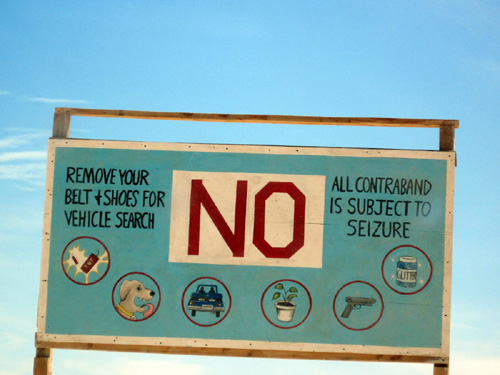 REMOVE YOUR
BELT + SHOES FOR
VEHICLE SEARCH
NO
ALL CONTRABAND
IS SUBJECT TO
SEIZURE
GLITTER